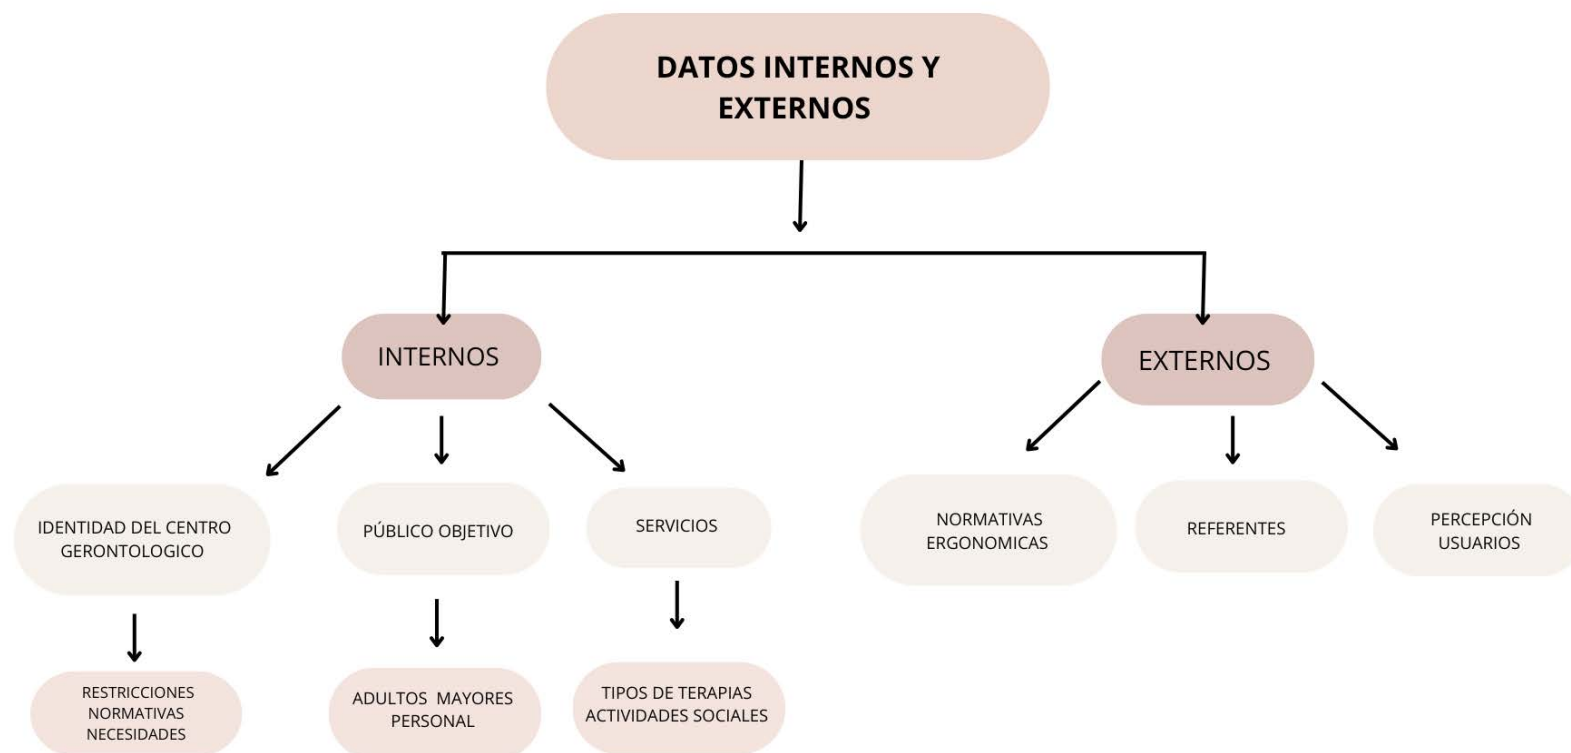 DATOS INTERNOS Y
EXTERNOS
INTERNOS
EXTERNOS
IDENTIDAD DEL CENTRO
GERONTOLOGICO
PÚBLICO OBJETIVO
SERVICIOS
NORMATIVAS
ERGONOMICAS
REFERENTES
PERCEPCIÓN
USUARIOS
RESTRICCIONES
NORMATIVAS
NECESIDADES
ADULTOS MAYORES
PERSONAL
TIPOS DE TERAPIAS
ACTIVIDADES SOCIALES